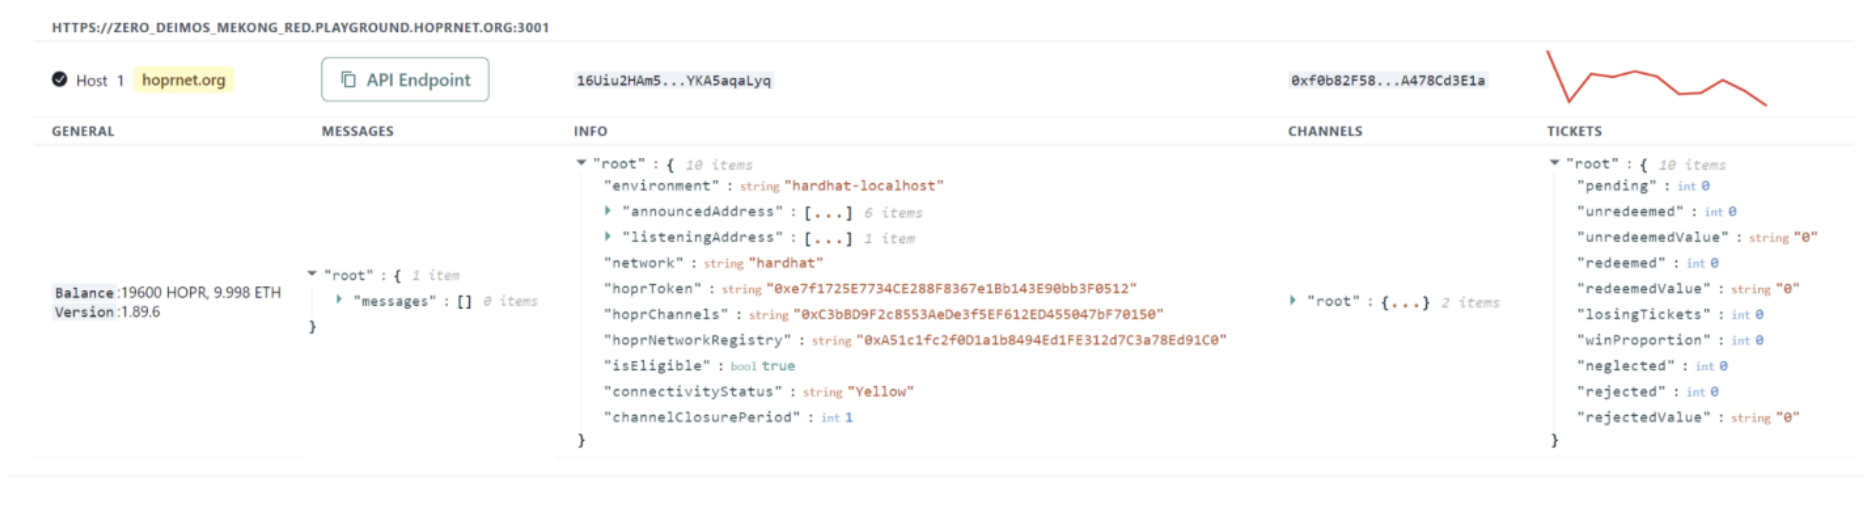 HTTPS://ZERO_DEIMOS_MEKONG_RED.PLAYGROUND.HOPRNET.ORG:3001
Host 1 hoprnet.org
API Endpoint
16Uiu2HAm5...YKA5aqaLyq
0xf0b82F58...A478Cd3E1a
GENERAL
MESSAGES
INFO
CHANNELS
TICKETS
Balance:19600 HOPR, 9.998 ETH
Version:1.89.6
"root" : { 1 item
"messages" : [] 0 items
}
"root" : { 10 items
"environment" : string "hardhat-localhost"
"announcedAddress" : [...] 6 items
"listeningAddress" : [...] 1 item
"network" : string "hardhat"
"hoprToken" : string "0xe7f1725E7734CE288F8367e1Bb143E90bb3F0512"
"hoprChannels" : string "0xC3bBD9F2c8553AeDe3f5EF612ED455047bF70150"
"hoprNetworkRegistry" : string "0xA51c1fc2f0D1a1b8494Ed1FE312d7C3a78Ed91C0"
"isEligible" : bool true
"connectivityStatus" : string "Yellow"
"channelClosurePeriod" : int 1
}
"root" : {...} 2 items
"root" : { 10 items
"pending" : int 0
"unredeemed" : int 0
"unredeemedValue" : string "0"
"redeemed" : int 0
"redeemedValue" : string "0"
"losingTickets" : int 0
"winProportion" : int 0
"neglected" : int 0
"rejected" : int 0
"rejectedValue" : string "0"
}